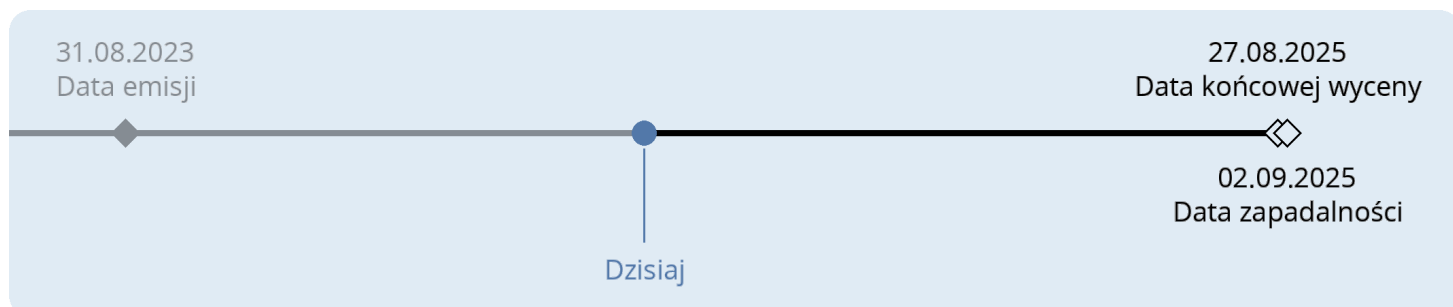 31.08.2023
Data emisji
27.08.2025
Data końcowej wyceny
02.09.2025
Data zapadalności
Dzisiaj